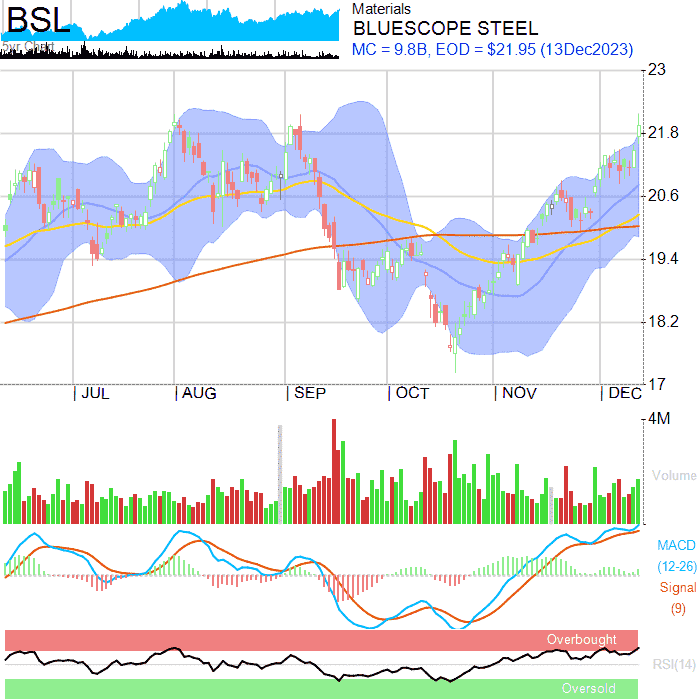 BSL
5yr Chart
Materials
BLUESCOPE STEEL
MC = 9.8B, EOD = $21.95 (13Dec2023)
23
21.8
20.6
19.4
18.2
17
JUL
AUG
SEP
OCT
NOV
DEC
4M
Volume
MACD
(12-26)
Signal
(9)
Overbought
RSI(14)
Oversold